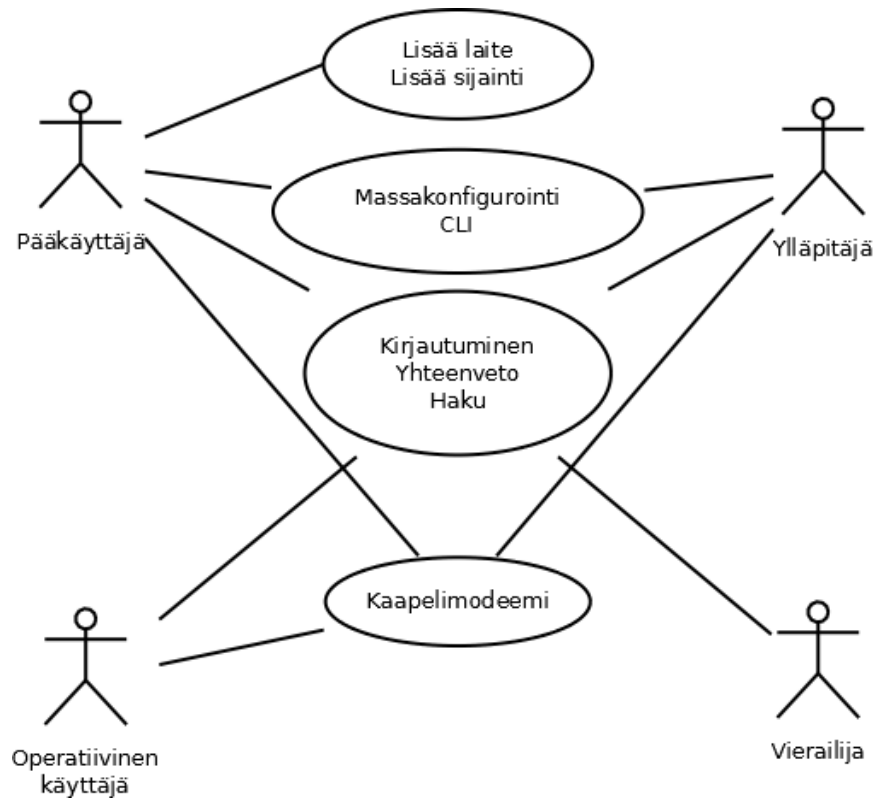 Lisää laite
Lisää sijainti
Massakonfigurointi
CLI
Pääkäyttäjä
Ylläpitäjä
Kirjautuminen
Yhteenveto
Haku
Kaapelimodeemi
Operatiivinen
käyttäjä
Vierailija